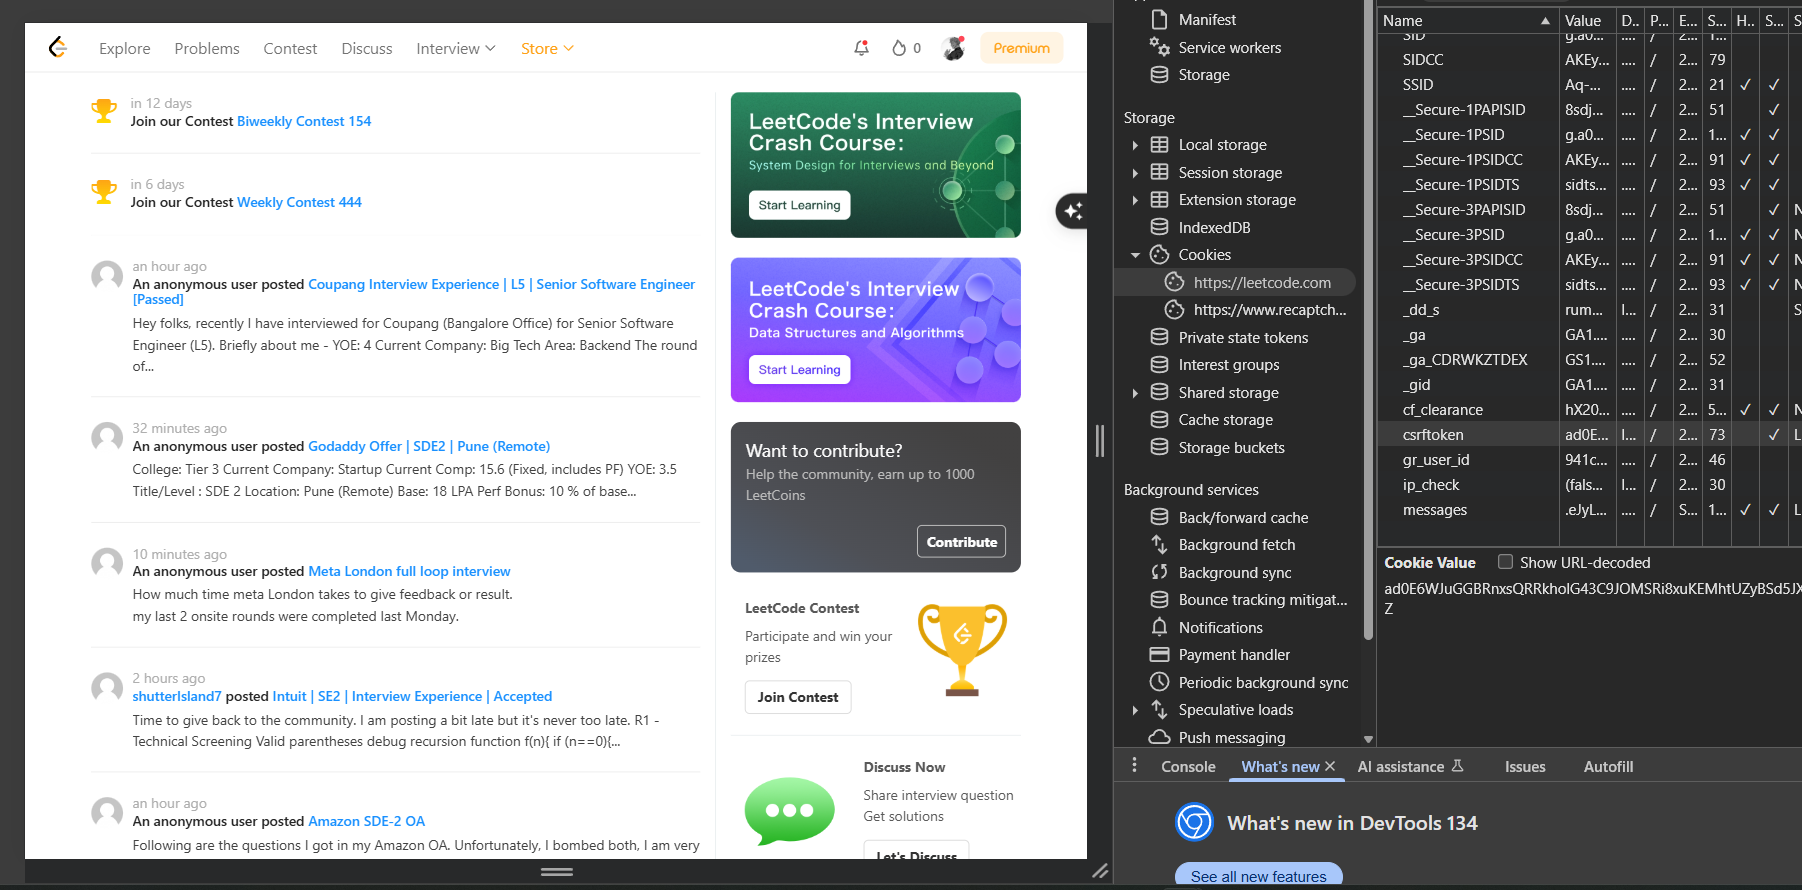 Explore Problems Contest Discuss Interview Store 0 Premium
in 12 days
Join our Contest Biweekly Contest 154
in 6 days
Join our Contest Weekly Contest 444
an hour ago
An anonymous user posted Coupang Interview Experience | L5 | Senior Software Engineer
[Passed]
Hey folks, recently I have interviewed for Coupang (Bangalore Office) for Senior Software
Engineer (L5). Briefly about me - YOE: 4 Current Company: Big Tech Area: Backend The round
of...
32 minutes ago
An anonymous user posted Godaddy Offer | SDE2 | Pune (Remote)
College: Tier 3 Current Company: Startup Current Comp: 15.6 (Fixed, includes PF) YOE: 3.5
Title/Level : SDE 2 Location: Pune (Remote) Base: 18 LPA Perf Bonus: 10 % of base...
10 minutes ago
An anonymous user posted Meta London full loop interview
How much time meta London takes to give feedback or result.
my last 2 onsite rounds were completed last Monday.
2 hours ago
shutterIsland7 posted Intuit | SE2 | Interview Experience | Accepted
Time to give back to the community. I am posting a bit late but it's never too late. R1 -
Technical Screening Valid parentheses debug recursion function f(n){ if (n==0){...
an hour ago
An anonymous user posted Amazon SDE-2 OA
Following are the questions I got in my Amazon OA. Unfortunately, I bombed both, I am very
LeetCode's Interview
Crash Course:
System Design for Interviews and Beyond
Start Learning
LeetCode's Interview
Crash Course:
Data Structures and Algorithms
Start Learning
Want to contribute?
Help the community, earn up to 1000
LeetCoins
Contribute
LeetCode Contest
Participate and win your
prizes
Join Contest
Discuss Now
Share interview question
Get solutions
Let's Discuss
Manifest
Service workers
Storage
Storage
Local storage
Session storage
Extension storage
IndexedDB
Cookies
https://leetcode.com
https://www.recaptch...
Private state tokens
Interest groups
Shared storage
Cache storage
Storage buckets
Background services
Back/forward cache
Background fetch
Background sync
Bounce tracking mitigat...
Notifications
Payment handler
Periodic background sync
Speculative loads
Push messaging
Name Value D.. P... E... S... H.. S...
SID g.a0... .... / 2... 1...
SIDCC AKEy... .... / 2... 79
SSID Aq-... .... / 2... 21 ✓ ✓
__Secure-1PAPISID 8sdj... .... / 2... 51 ✓
__Secure-1PSID g.a0... .... / 2... 1... ✓ ✓
__Secure-1PSIDCC AKEy... .... / 2... 91 ✓ ✓
__Secure-1PSIDTS sidts... .... / 2... 93 ✓ ✓
__Secure-3PAPISID 8sdj... .... / 2... 51 ✓ N
__Secure-3PSID g.a0... .... / 2... 1... ✓ ✓ N
__Secure-3PSIDCC AKEy... .... / 2... 91 ✓ ✓ N
__Secure-3PSIDTS sidts... .... / 2... 93 ✓ ✓ N
_dd_s rum... l... / 2... 31 S
_ga GA1.... .... / 2... 30
_ga_CDRWKZTDEX GS1.... .... / 2... 52
_gid GA1.... .... / 2... 31
cf_clearance hX20... .... / 2... 5... ✓ ✓ N
csrftoken ad0E... l... / 2... 73 ✓ L
gr_user_id 941c... .... / 2... 46
ip_check (fals... l... / 2... 30
messages .eJyL... .... / S... 1... ✓ ✓ L
Cookie Value Show URL-decoded
ad0E6WJuGGBRnxsQRRkholG43C9JOMSRi8xuKEMhtUZyBSd5JX
Z
Console What's new AI assistance Issues Autofill
What's new in DevTools 134
See all new features